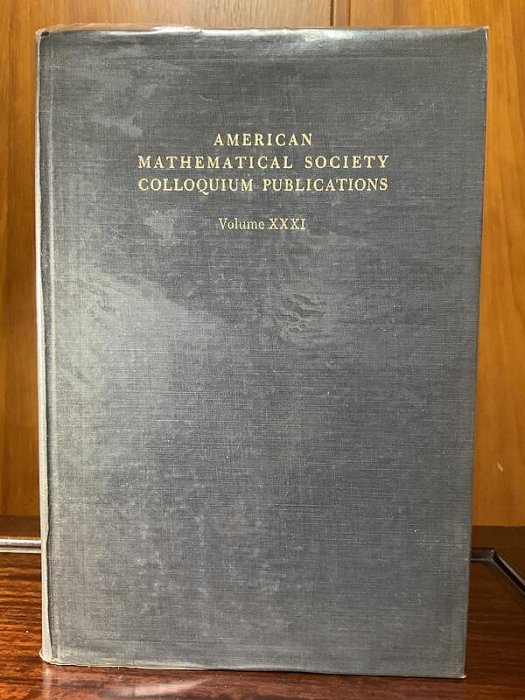 AMERICAN
MATHEMATICAL SOCIETY
COLLOQUIUM PUBLICATIONS
Volume XXXI